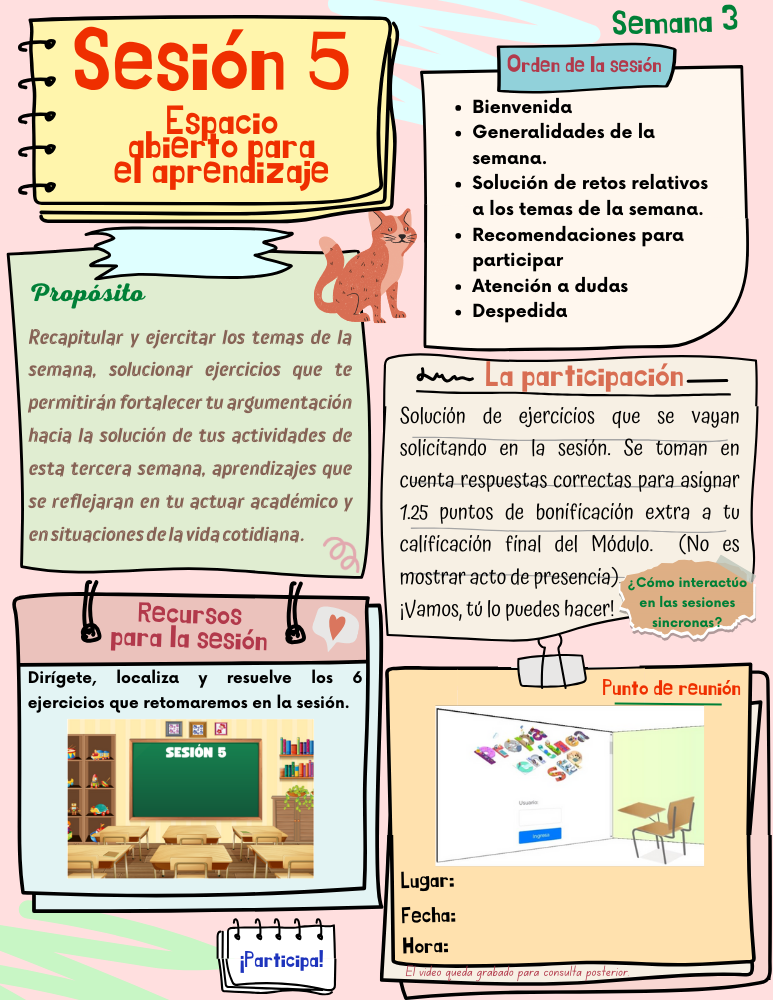 Semana 3
Sesión 5
Espacio
abierto para
el aprendizaje
Orden de la sesión
Bienvenida
Generalidades de la
semana.
Solución de retos relativos
a los temas de la semana.
Recomendaciones para
participar
Atención a dudas
Despedida
Propósito
Recapitular y ejercitar los temas de la
semana, solucionar ejercicios que te
permitirán fortalecer tu argumentación
hacia la solución de tus actividades de
esta tercera semana, aprendizajes que
se reflejaran en tu actuar académico y
en situaciones de la vida cotidiana.
La participación
Solución de ejercicios que se vayan
solicitando en la sesión. Se toman en
cuenta respuestas correctas para asignar
1.25 puntos de bonificación extra a tu
calificación final del Módulo. (No es
mostrar acto de presencia)
¡Vamos, tú lo puedes hacer!
¿Cómo interactúo
en las sesiones
sincronas?
Recursos
para la sesión
Dirígete, localiza y resuelve los 6
ejercicios que retomaremos en la sesión.
SESIÓN 5
Punto de reunión
Usuario
Ingreso
Lugar:
Fecha:
Hora:
El video queda grabado para consulta posterior.
¡Participa!